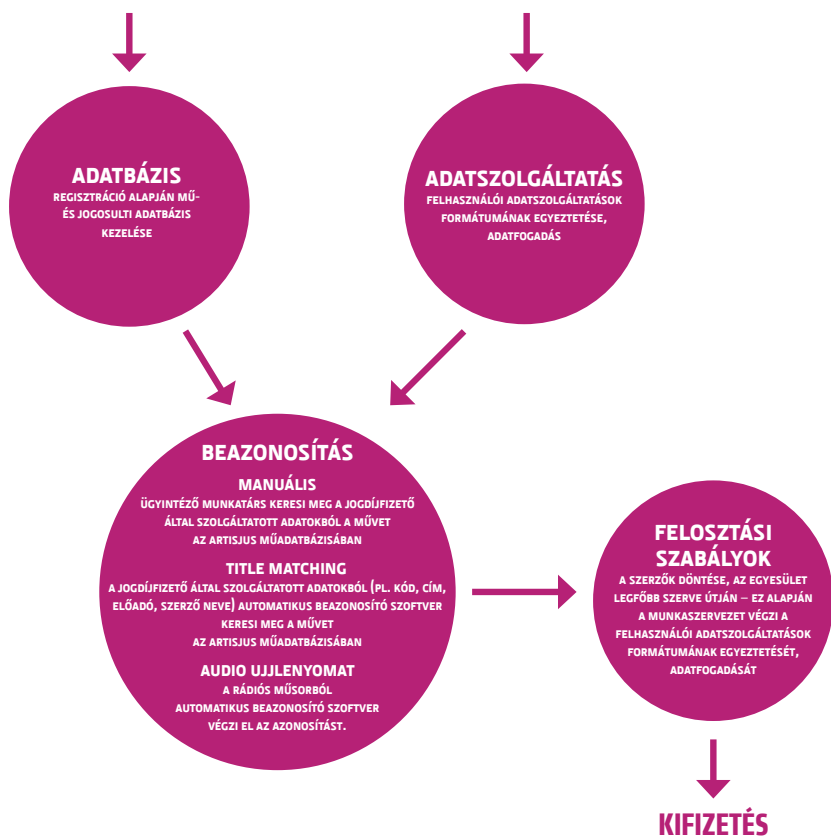 ADATBÁZIS
REGISZTRÁCIÓ ALAPJÁN MŰ-
ÉS JOGOSULTI ADATBÁZIS
KEZELÉSE
ADATSZOLGÁLTATÁS
FELHASZNÁLÓI ADATSZOLGÁLTATÁSOK
FORMÁTUMÁNAK EGYEZTETÉSE,
ADATFOGADÁS
BEAZONOSÍTÁS
MANUÁLIS
ÜGYINTÉZŐ MUNKATÁRS KERESI MEG A JOGDÍJFIZETŐ
ÁLTAL SZOLGÁLTATOTT ADATOKBÓL A MŰVET
AZ ARTISJUS MŰADATBÁZISÁBAN
TITLE MATCHING
A JOGDÍJFIZETŐ ÁLTAL SZOLGÁLTATOTT ADATOKBÓL (PL. KÓD, CÍM,
ELŐADÓ, SZERZŐ NEVE) AUTOMATIKUS BEAZONOSÍTÓ SZOFTVER
KERESI MEG A MŰVET
AZ ARTISJUS MŰADATBÁZISÁBAN
AUDIO UJJLENYOMAT
A RÁDIÓS MŰSORBÓL
AUTOMATIKUS BEAZONOSÍTÓ SZOFTVER
VÉGZI EL AZ AZONOSÍTÁST.
FELOSZTÁSI
SZABÁLYOK
A SZERZŐK DÖNTÉSE, AZ EGYESÜLET
LEGFŐBB SZERVE ÚTJÁN – EZ ALAPJÁN
A MUNKASZERVEZET VÉGZI A
FELHASZNÁLÓI ADATSZOLGÁLTATÁSOK
FORMÁTUMÁNAK EGYEZTETÉSÉT,
ADATFOGADÁSÁT
KIFIZETÉS